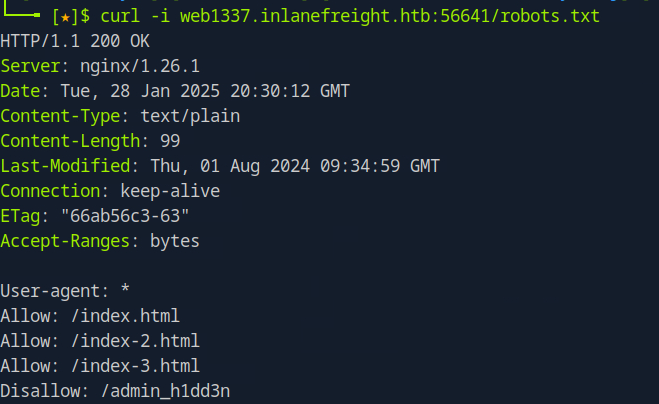 [★]$ curl -i web1337.inlanefreight.htb:56641/robots.txt
HTTP/1.1 200 OK
Server: nginx/1.26.1
Date: Tue, 28 Jan 2025 20:30:12 GMT
Content-Type: text/plain
Content-Length: 99
Last-Modified: Thu, 01 Aug 2024 09:34:59 GMT
Connection: keep-alive
ETag: "66ab56c3-63"
Accept-Ranges: bytes

User-agent: *
Allow: /index.html
Allow: /index-2.html
Allow: /index-3.html
Disallow: /admin_h1dd3n